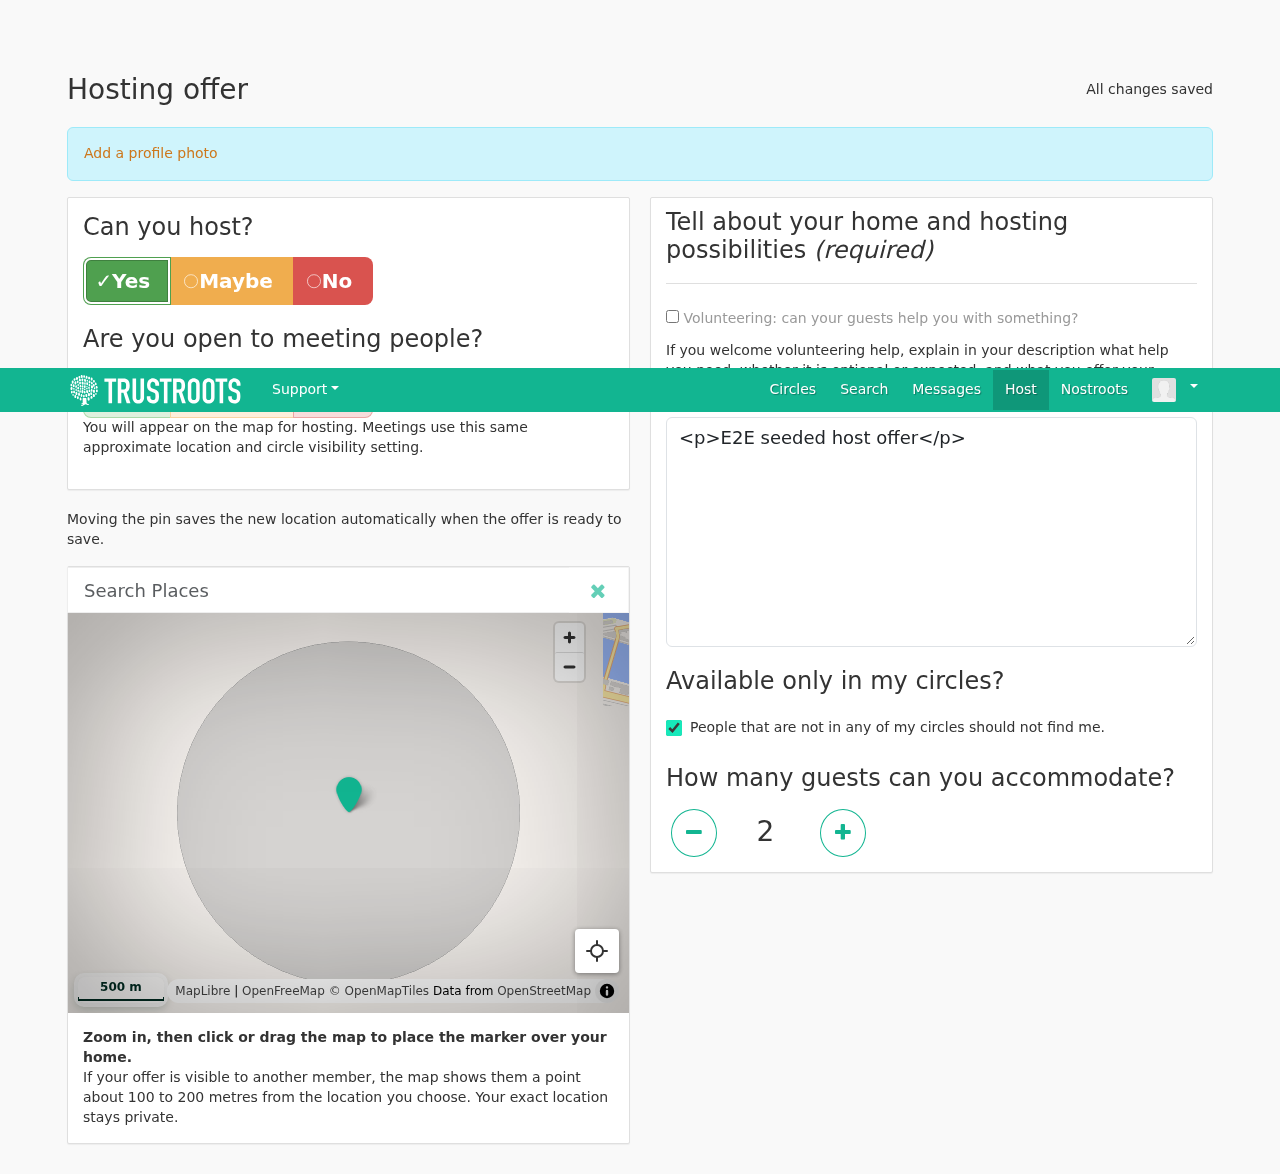 Hosting offer
All changes saved
Add a profile photo
Can you host?
✓Yes
Maybe
No
Are you open to meeting people?
Tell about your home and hosting
possibilities (required)
Volunteering: can your guests help you with something?
If you welcome volunteering help, explain in your description what help
TRUSTROOTS
Support
Circles
Search
Messages
Host
Nostroots
You will appear on the map for hosting. Meetings use this same
approximate location and circle visibility setting.
Moving the pin saves the new location automatically when the offer is ready to
save.
Search Places
500 m
MapLibre | OpenFreeMap © OpenMapTiles Data from OpenStreetMap
Zoom in, then click or drag the map to place the marker over your
home.
If your offer is visible to another member, the map shows them a point
about 100 to 200 metres from the location you choose. Your exact location
stays private.
<p>E2E seeded host offer</p>
Available only in my circles?
People that are not in any of my circles should not find me.
How many guests can you accommodate?
2